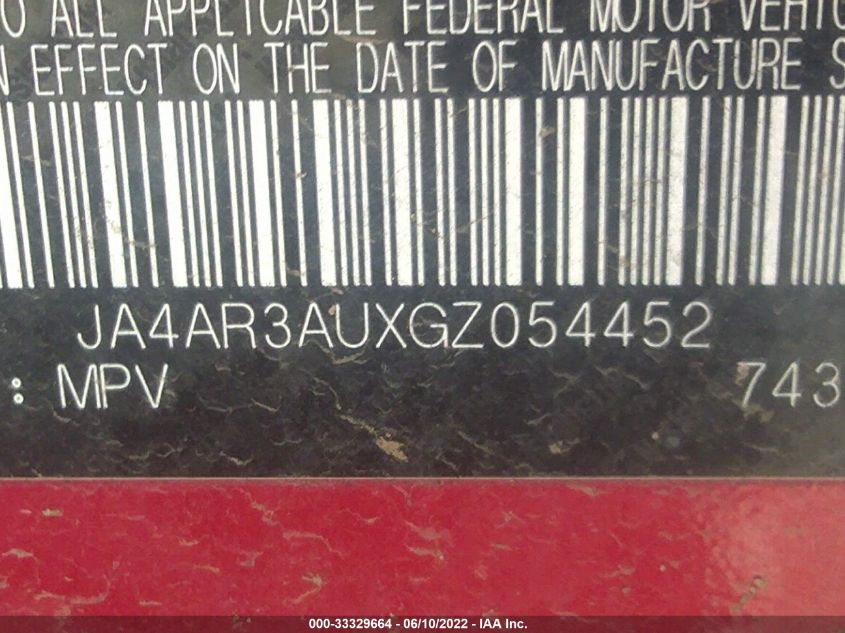 O ALL APPLICABLE FEDERAL MOTOR VEHIC
N EFFECT ON THE DATE OF MANUFACTURE S
JA4AR3AUXGZ054452
: MPV 743
000-33329664 - 06/10/2022 - IAA Inc.